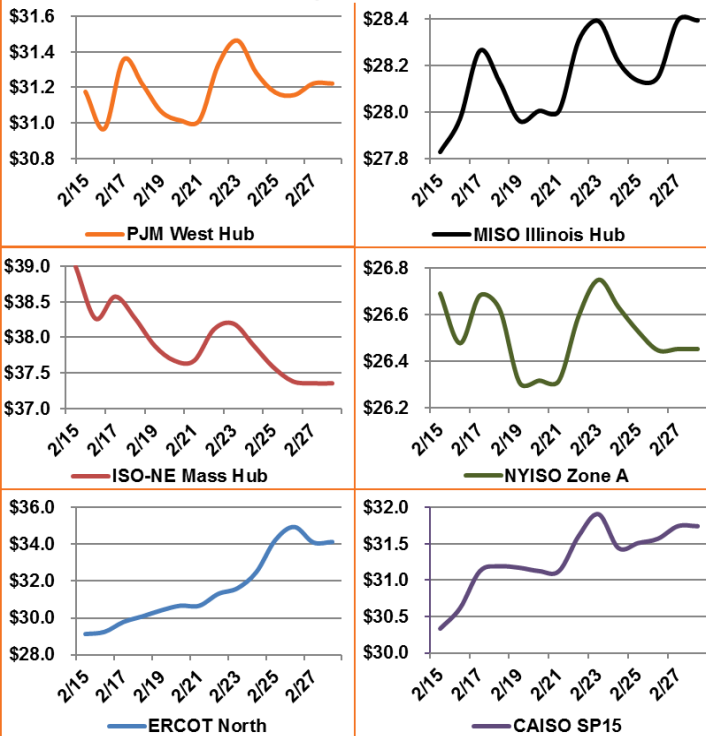 $31.6
$31.4
$31.2
$31.0
$30.8
2/15 2/17 2/19 2/21 2/23 2/25 2/27
PJM West Hub
$28.4
$28.2
$28.0
$27.8
2/15 2/17 2/19 2/21 2/23 2/25 2/27
MISO Illinois Hub
$39.0
$38.5
$38.0
$37.5
$37.0
2/15 2/17 2/19 2/21 2/23 2/25 2/27
ISO-NE Mass Hub
$26.8
$26.6
$26.4
$26.2
2/15 2/17 2/19 2/21 2/23 2/25 2/27
NYISO Zone A
$36.0
$34.0
$32.0
$30.0
$28.0
2/15 2/17 2/19 2/21 2/23 2/25 2/27
ERCOT North
$32.0
$31.5
$31.0
$30.5
$30.0
2/15 2/17 2/19 2/21 2/23 2/25 2/27
CAISO SP15